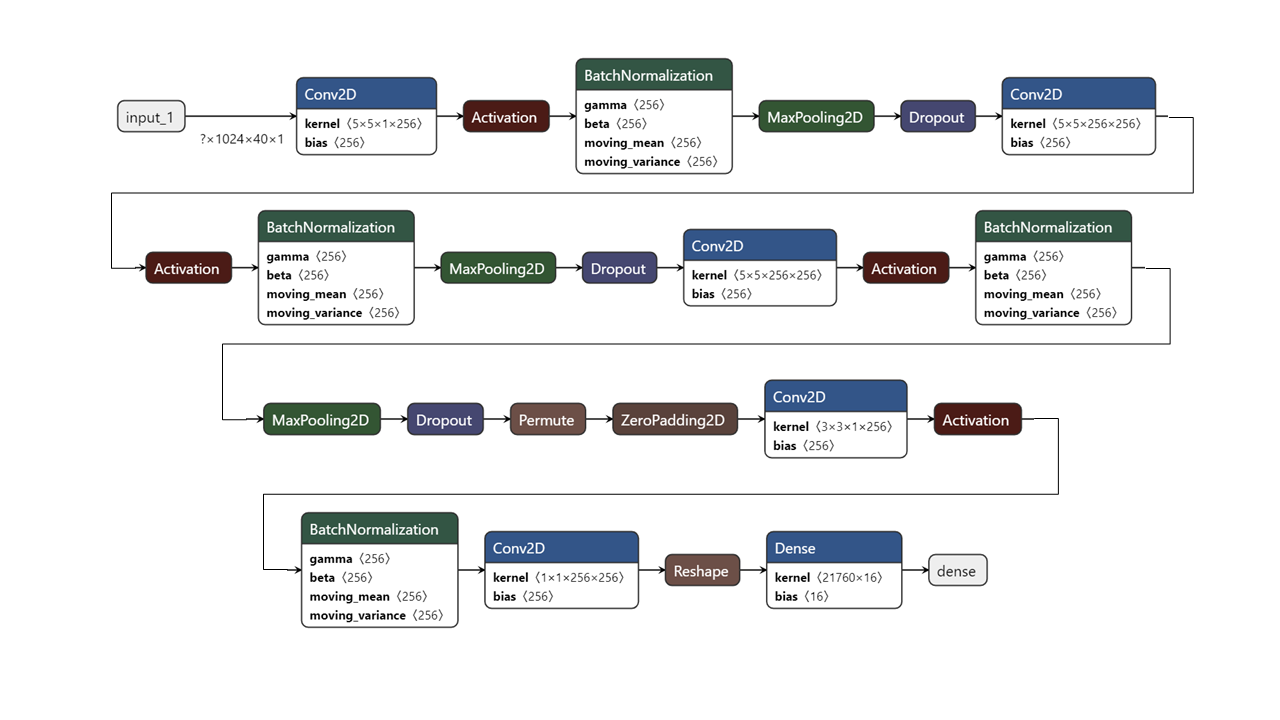 input_1
?×1024×40×1
Conv2D
kernel 〈5×5×1×256〉
bias 〈256〉
Activation
BatchNormalization
gamma 〈256〉
beta 〈256〉
moving_mean 〈256〉
moving_variance 〈256〉
MaxPooling2D
Dropout
Conv2D
kernel 〈5×5×256×256〉
bias 〈256〉
Activation
BatchNormalization
gamma 〈256〉
beta 〈256〉
moving_mean 〈256〉
moving_variance 〈256〉
MaxPooling2D
Dropout
Conv2D
kernel 〈5×5×256×256〉
bias 〈256〉
Activation
BatchNormalization
gamma 〈256〉
beta 〈256〉
moving_mean 〈256〉
moving_variance 〈256〉
MaxPooling2D
Dropout
Permute
ZeroPadding2D
Conv2D
kernel 〈3×3×1×256〉
bias 〈256〉
Activation
BatchNormalization
gamma 〈256〉
beta 〈256〉
moving_mean 〈256〉
moving_variance 〈256〉
Conv2D
kernel 〈1×1×256×256〉
bias 〈256〉
Reshape
Dense
kernel 〈21760×16〉
bias 〈16〉
dense